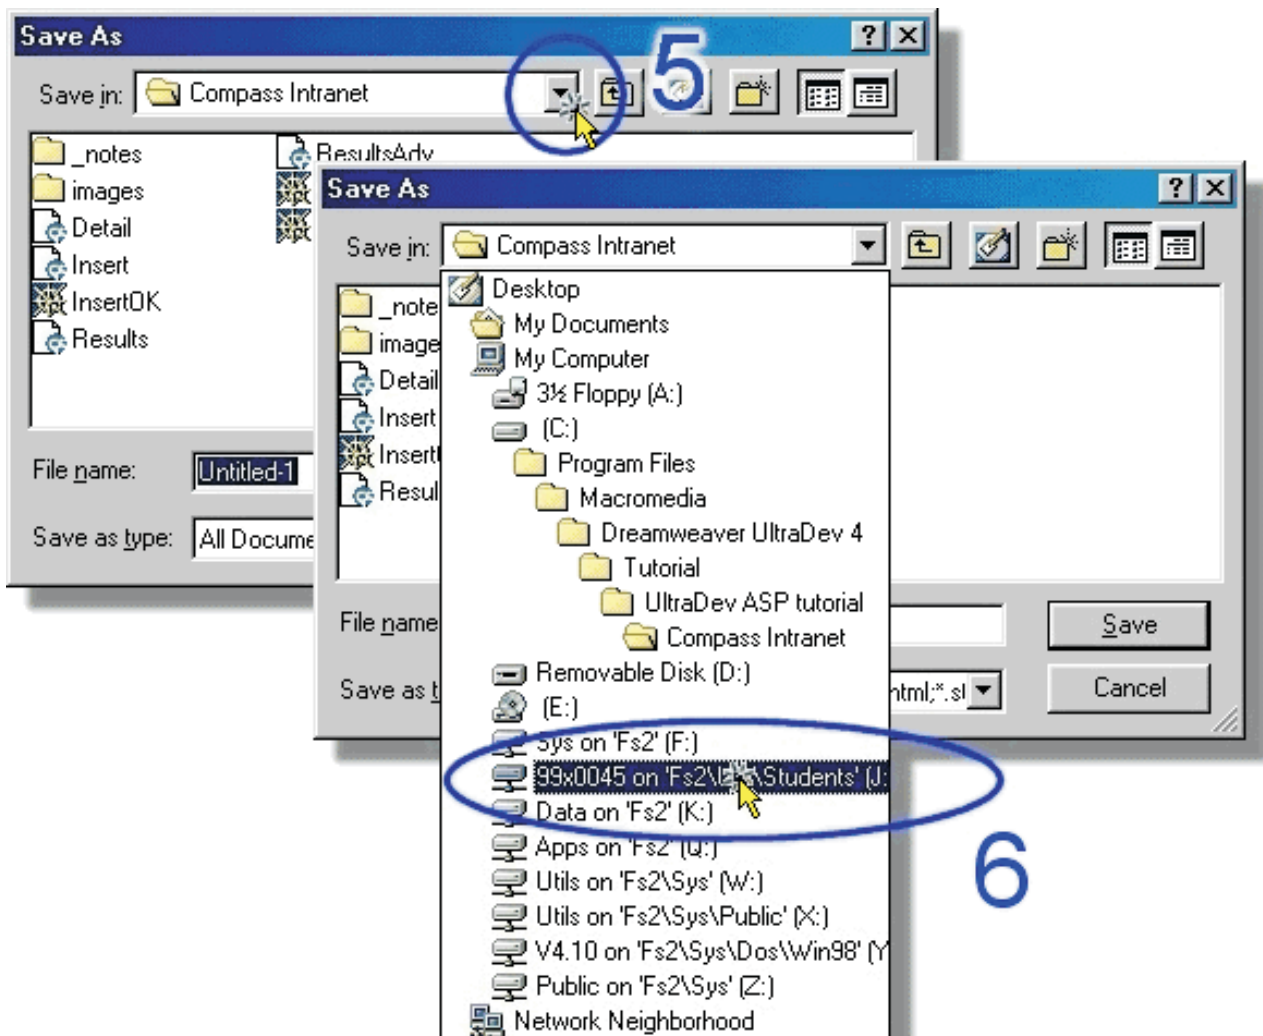 Save As
5
Save in: Compass Intranet
_notes
images
Detail
Insert
InsertOK
Results
ResultsAdv
File name: Untitled-1
Save as type: All Docume
Save As
Save in: Compass Intranet
_note
image
Detail
Insert
Insert
Resul
Desktop
My Documents
My Computer
3½ Floppy (A:)
(C:)
Program Files
Macromedia
Dreamweaver UltraDev 4
Tutorial
UltraDev ASP tutorial
Compass Intranet
Removable Disk (D:)
(E:)
Sys on 'Fs2' (F:)
99x0045 on 'Fs2\ \Students' (J:
Data on 'Fs2' (K:)
Apps on 'Fs2' (Q:)
Utils on 'Fs2\Sys' (W:)
Utils on 'Fs2\Sys\Public' (X:)
V4.10 on 'Fs2\Sys\Dos\Win98' (Y
Public on 'Fs2\Sys' (Z:)
Network Neighborhood
File name
Save
Save as t
html;*.sl
Cancel
6